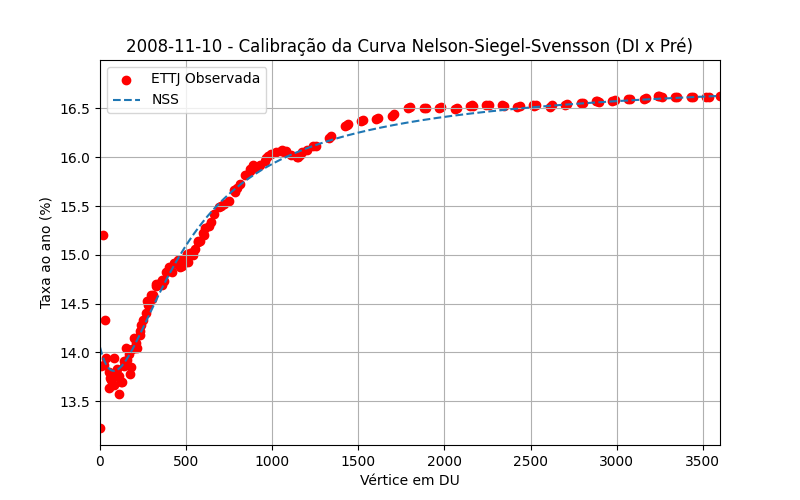 2008-11-10 - Calibração da Curva Nelson-Siegel-Svensson (DI x Pré)
ETTJ Observada
NSS
Taxa ao ano (%)
16.5
16.0
15.5
15.0
14.5
14.0
13.5
0 500 1000 1500 2000 2500 3000 3500
Vértice em DU